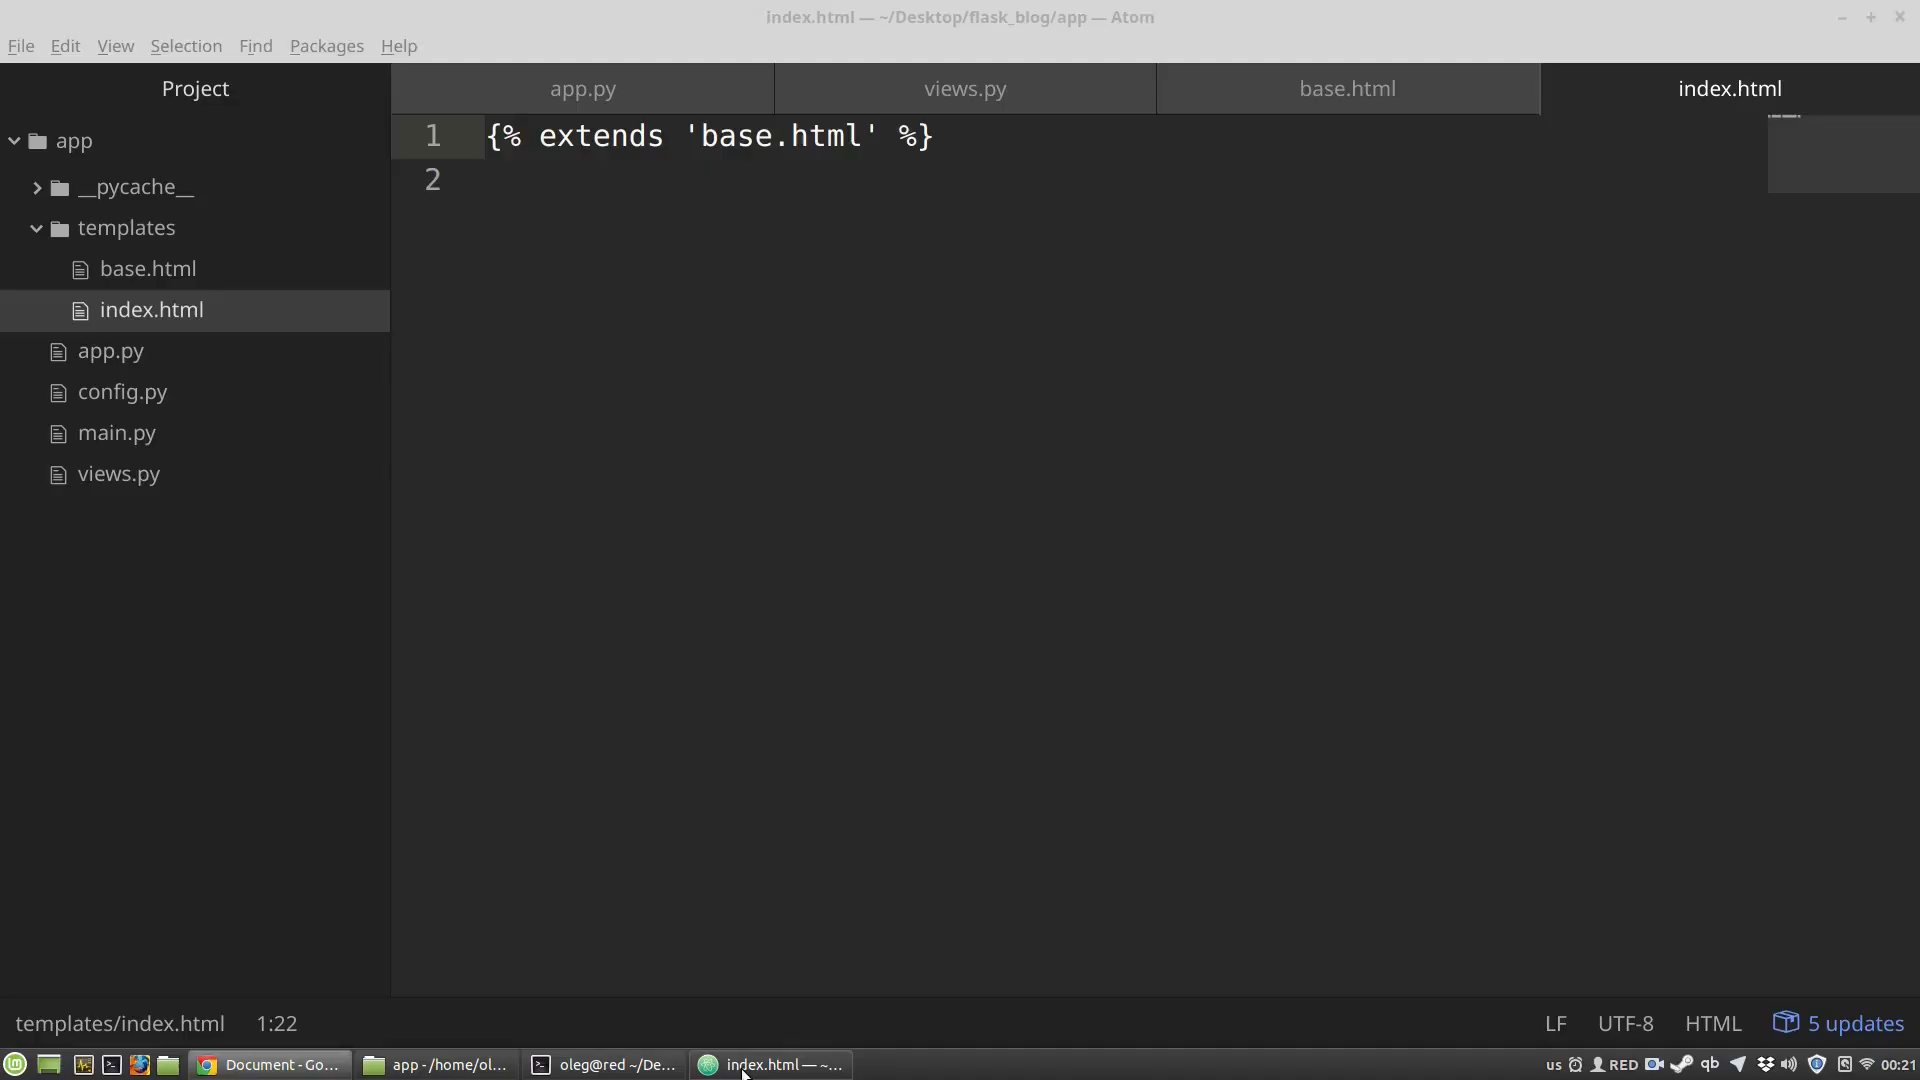 index.html — ~/Desktop/flask_blog/app — Atom
File Edit View Selection Find Packages Help
Project
app.py views.py base.html index.html
app
__pycache__
templates
base.html
index.html
app.py
config.py
main.py
views.py
1 {% extends 'base.html' %}
2
templates/index.html 1:22 LF UTF-8 HTML 5 updates
Document - Go... app - /home/ol... oleg@red ~/De... index.html — ~... us RED qb 00:21